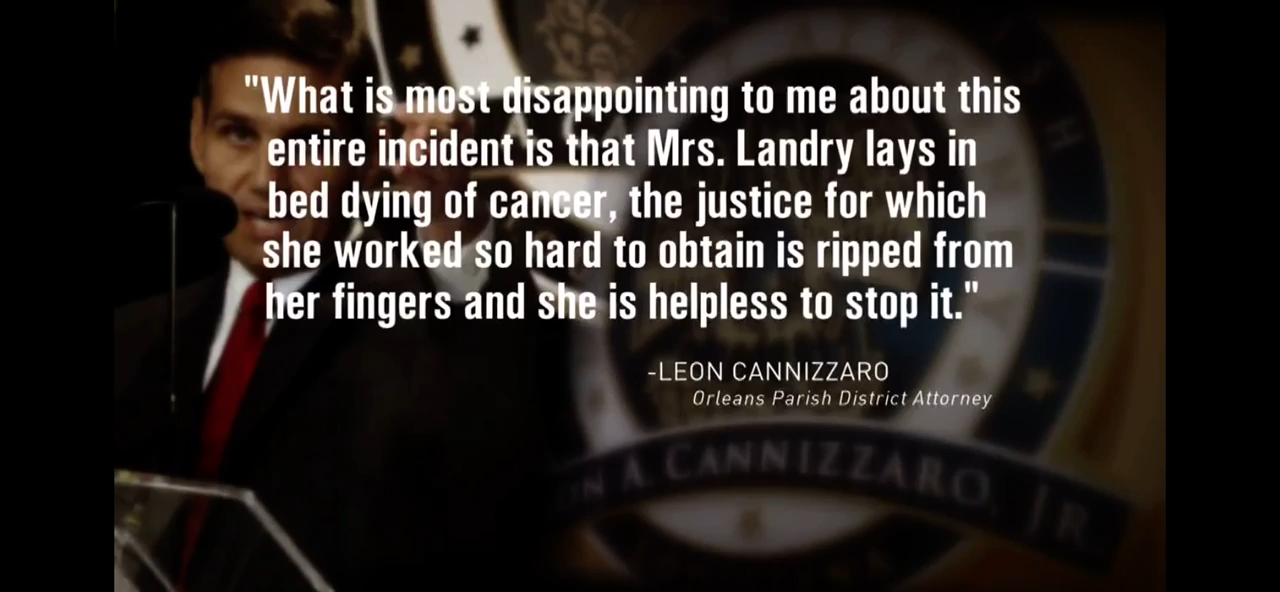 "What is most disappointing to me about this
entire incident is that Mrs. Landry lays in
bed dying of cancer, the justice for which
she worked so hard to obtain is ripped from
her fingers and she is helpless to stop it."
-LEON CANNIZZARO
Orleans Parish District Attorney
ON A. CANNIZZARO, JR.